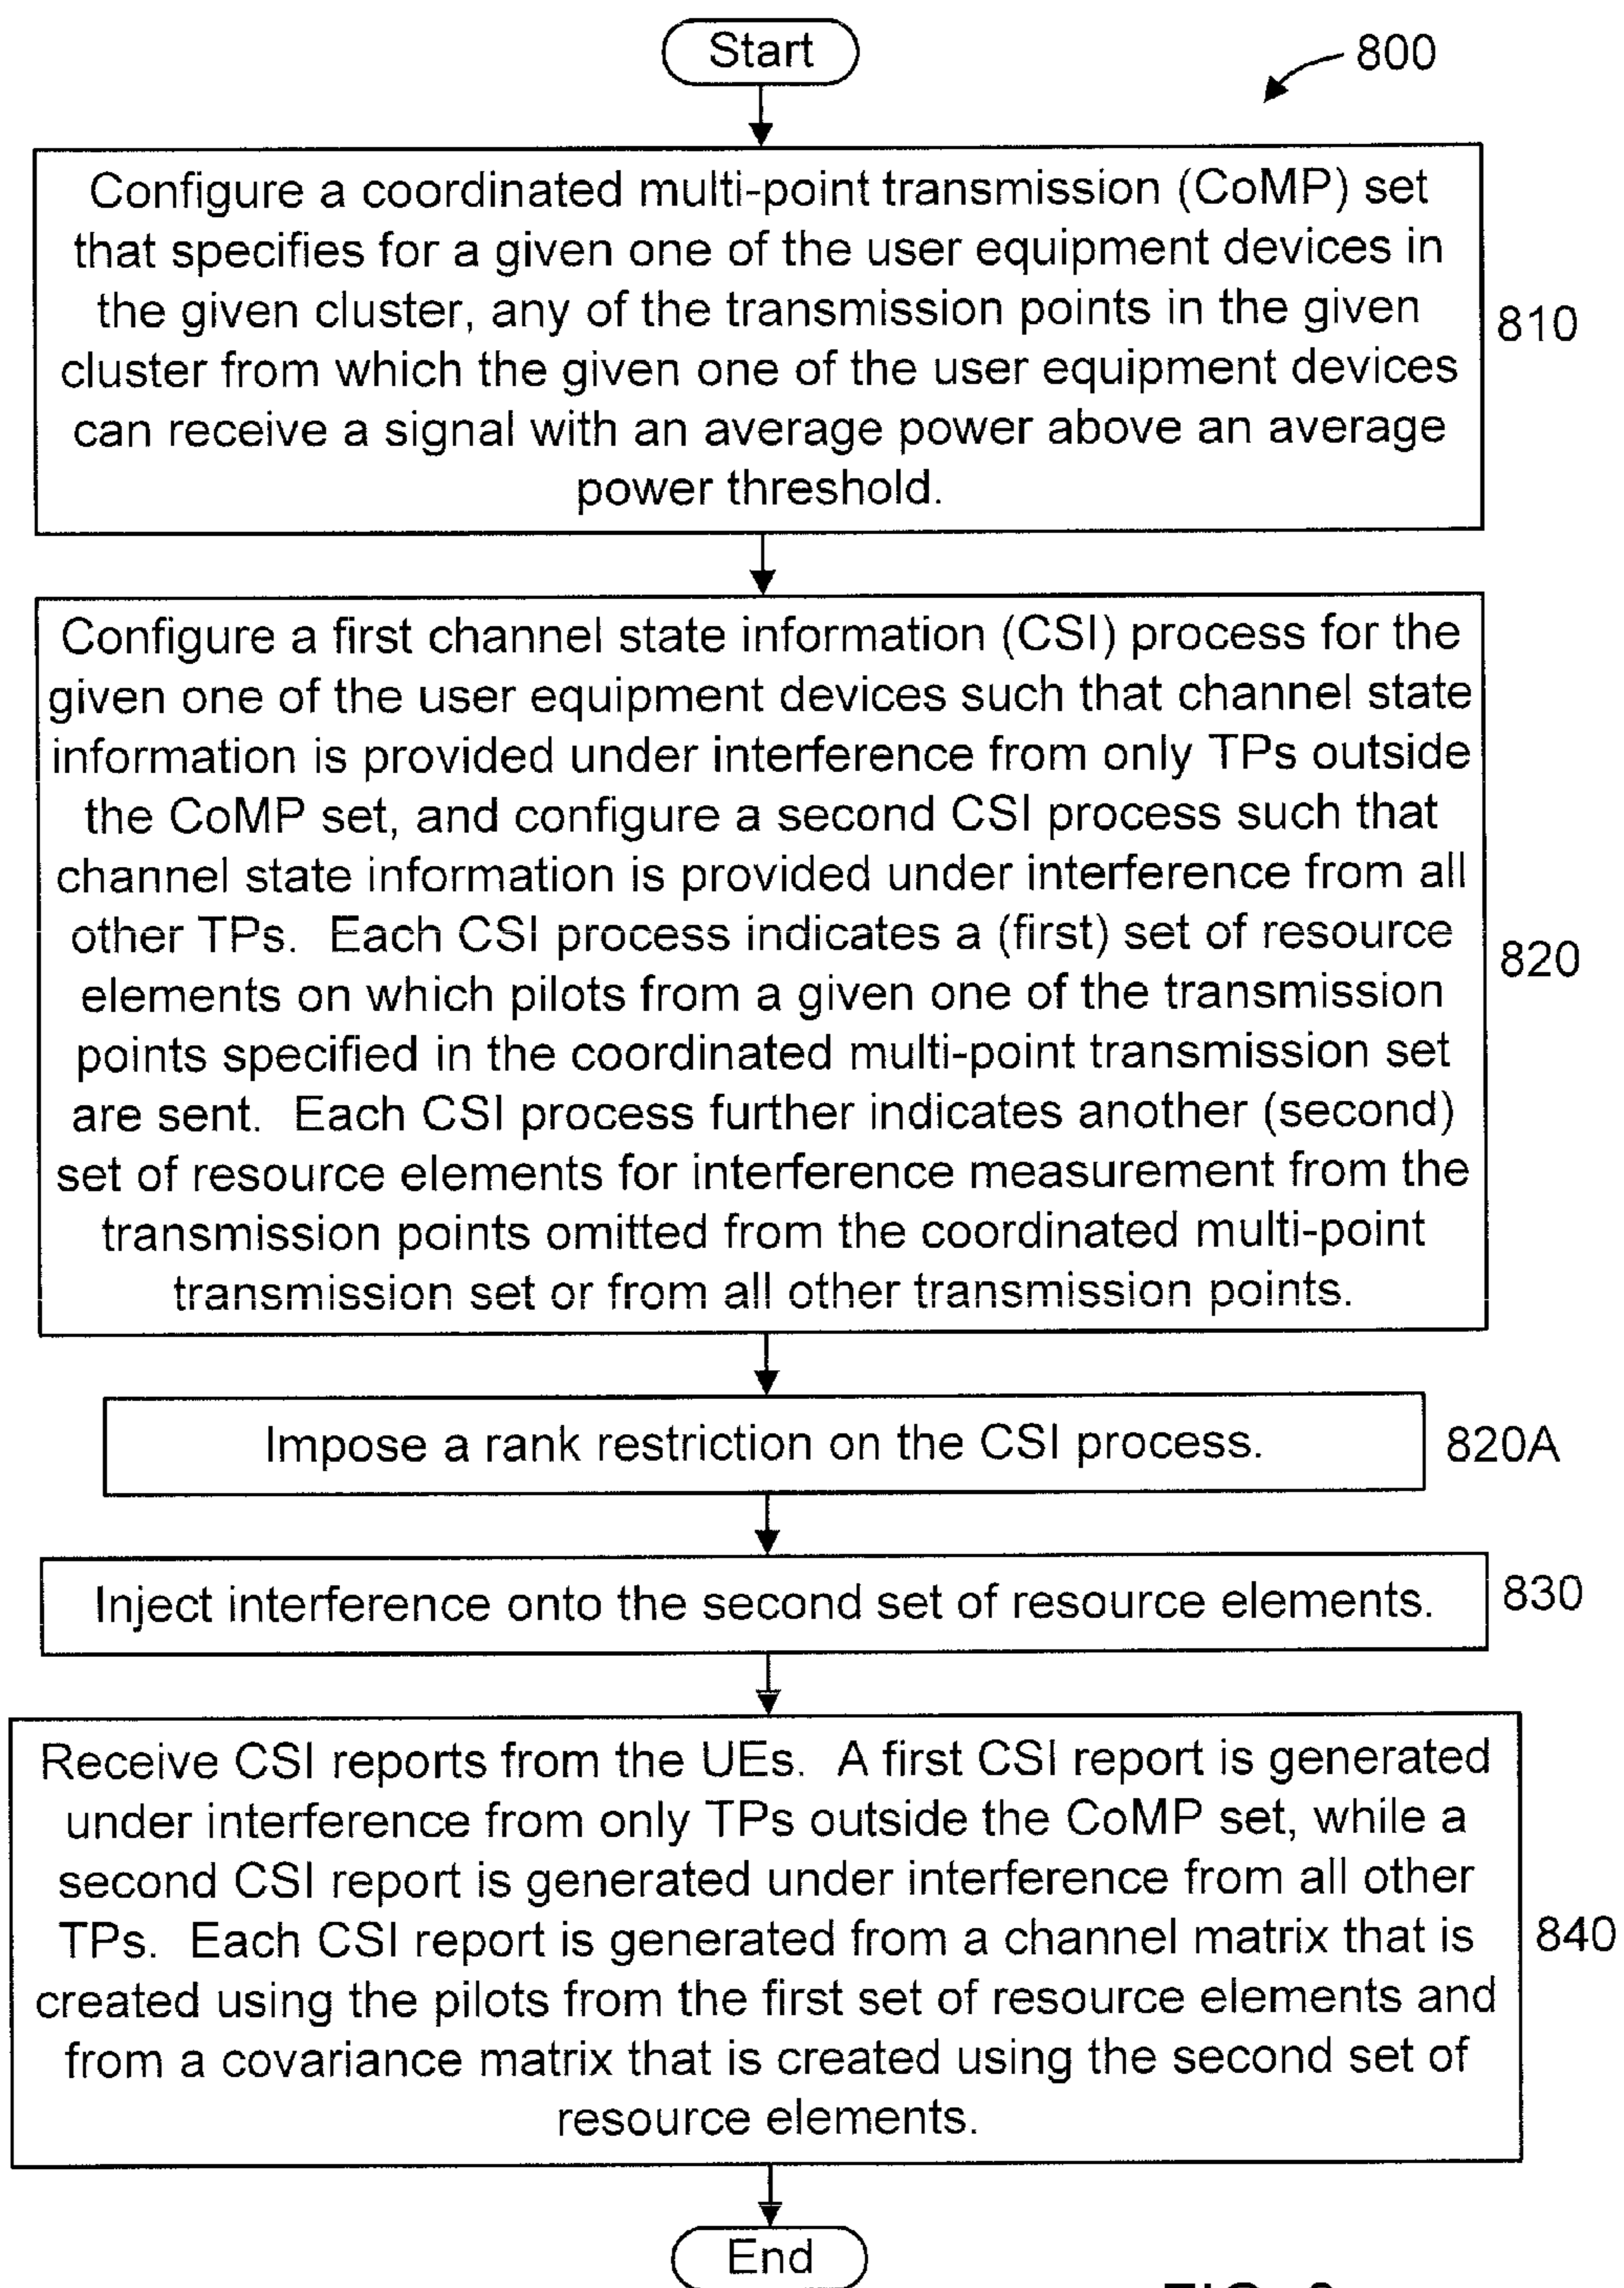 Start
800
Configure a coordinated multi-point transmission (CoMP) set
that specifies for a given one of the user equipment devices in
the given cluster, any of the transmission points in the given
cluster from which the given one of the user equipment devices
can receive a signal with an average power above an average
power threshold.
810
Configure a first channel state information (CSI) process for the
given one of the user equipment devices such that channel state
information is provided under interference from only TPs outside
the CoMP set, and configure a second CSI process such that
channel state information is provided under interference from all
other TPs. Each CSI process indicates a (first) set of resource
elements on which pilots from a given one of the transmission
points specified in the coordinated multi-point transmission set
are sent. Each CSI process further indicates another (second)
set of resource elements for interference measurement from the
transmission points omitted from the coordinated multi-point
transmission set or from all other transmission points.
820
Impose a rank restriction on the CSI process.
820A
Inject interference onto the second set of resource elements.
830
Receive CSI reports from the UEs. A first CSI report is generated
under interference from only TPs outside the CoMP set, while a
second CSI report is generated under interference from all other
TPs. Each CSI report is generated from a channel matrix that is
created using the pilots from the first set of resource elements and
from a covariance matrix that is created using the second set of
resource elements.
840
End